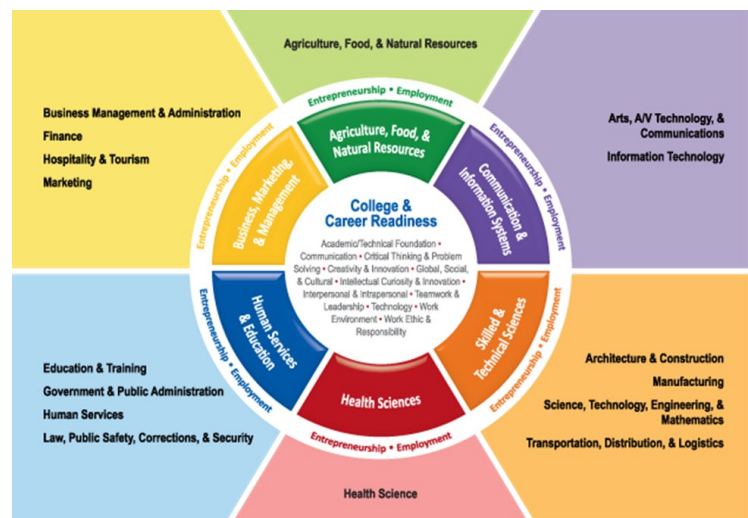 Agriculture, Food, & Natural Resources
Business Management & Administration
Finance
Hospitality & Tourism
Marketing
Arts, A/V Technology, &
Communications
Information Technology
Entrepreneurship • Employment
Agriculture, Food, &
Natural Resources
Entrepreneurship • Employment
Business, Marketing,
& Management
Entrepreneurship • Employment
Communication &
Information Systems
College &
Career Readiness
Academic/Technical Foundation •
Communication • Critical Thinking & Problem
Solving • Creativity & Innovation • Global, Social,
& Cultural • Intellectual Curiosity & Innovation •
Interpersonal & Intrapersonal • Teamwork &
Leadership • Technology • Work
Environment • Work Ethic &
Responsibility
Entrepreneurship • Employment
Human Services
& Education
Entrepreneurship • Employment
Skilled &
Technical Sciences
Health Sciences
Entrepreneurship • Employment
Education & Training
Government & Public Administration
Human Services
Law, Public Safety, Corrections, & Security
Architecture & Construction
Manufacturing
Science, Technology, Engineering, &
Mathematics
Transportation, Distribution, & Logistics
Health Science